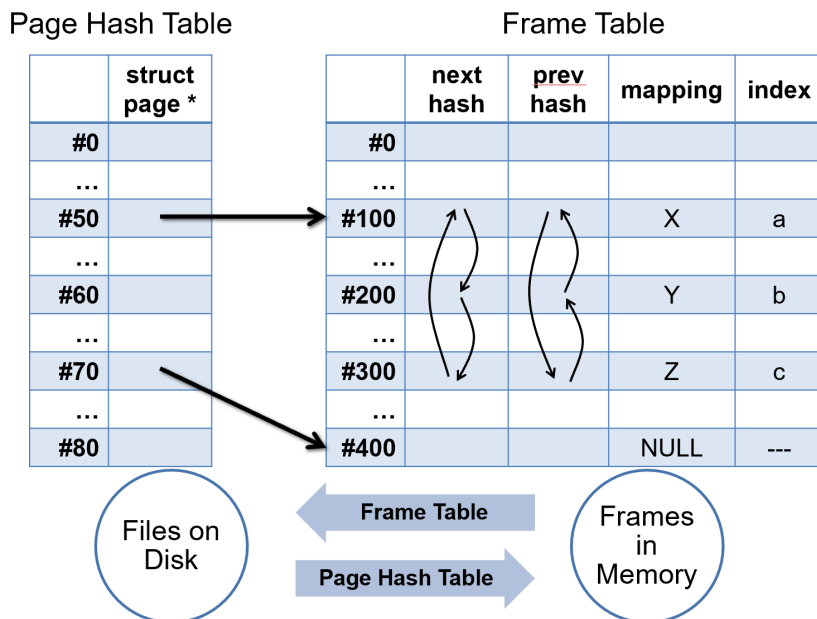 Page Hash Table
Frame Table
struct
page *
next
hash
prev
hash
mapping
index
#0
#0
...
...
#50
#100
X
a
...
...
#60
#200
Y
b
...
...
#70
#300
Z
c
...
...
#80
#400
NULL
---
Files on
Disk
Frame Table
Page Hash Table
Frames
in
Memory